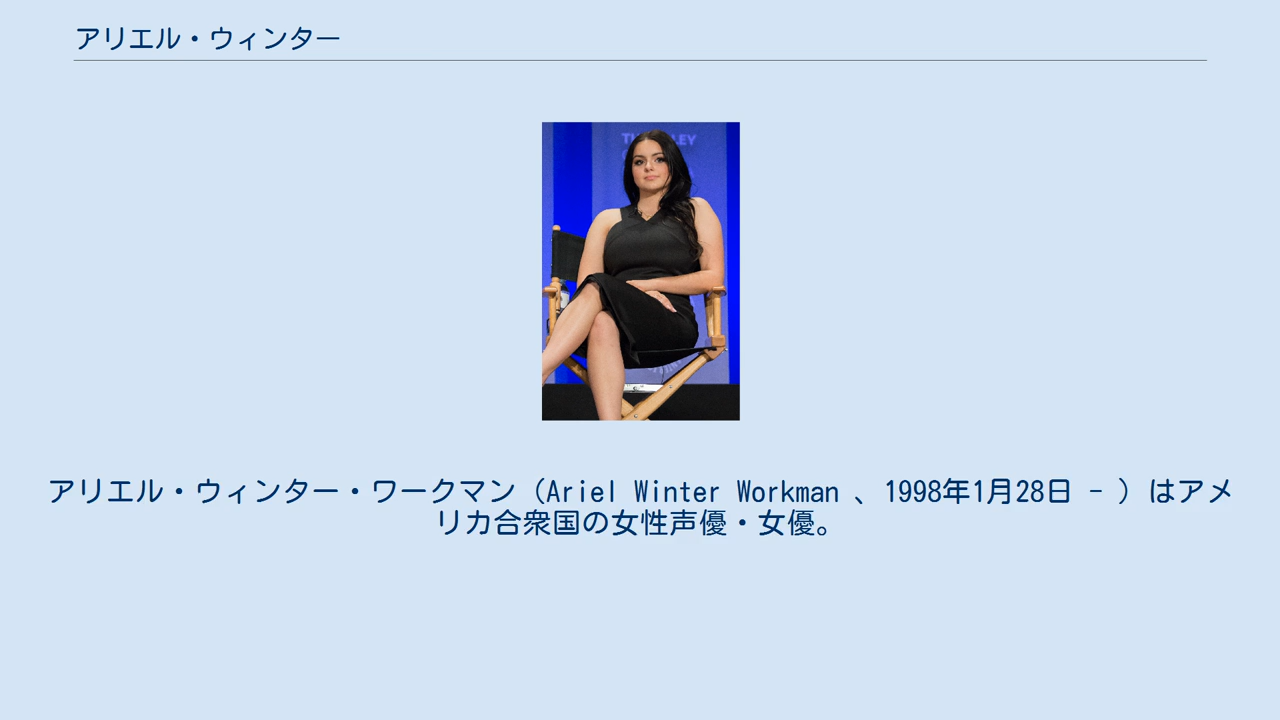 アリエル・ウィンター
アリエル・ウィンター・ワークマン（Ariel Winter Workman 、1998年1月28日 - ）はアメ
リカ合衆国の女性声優・女優。